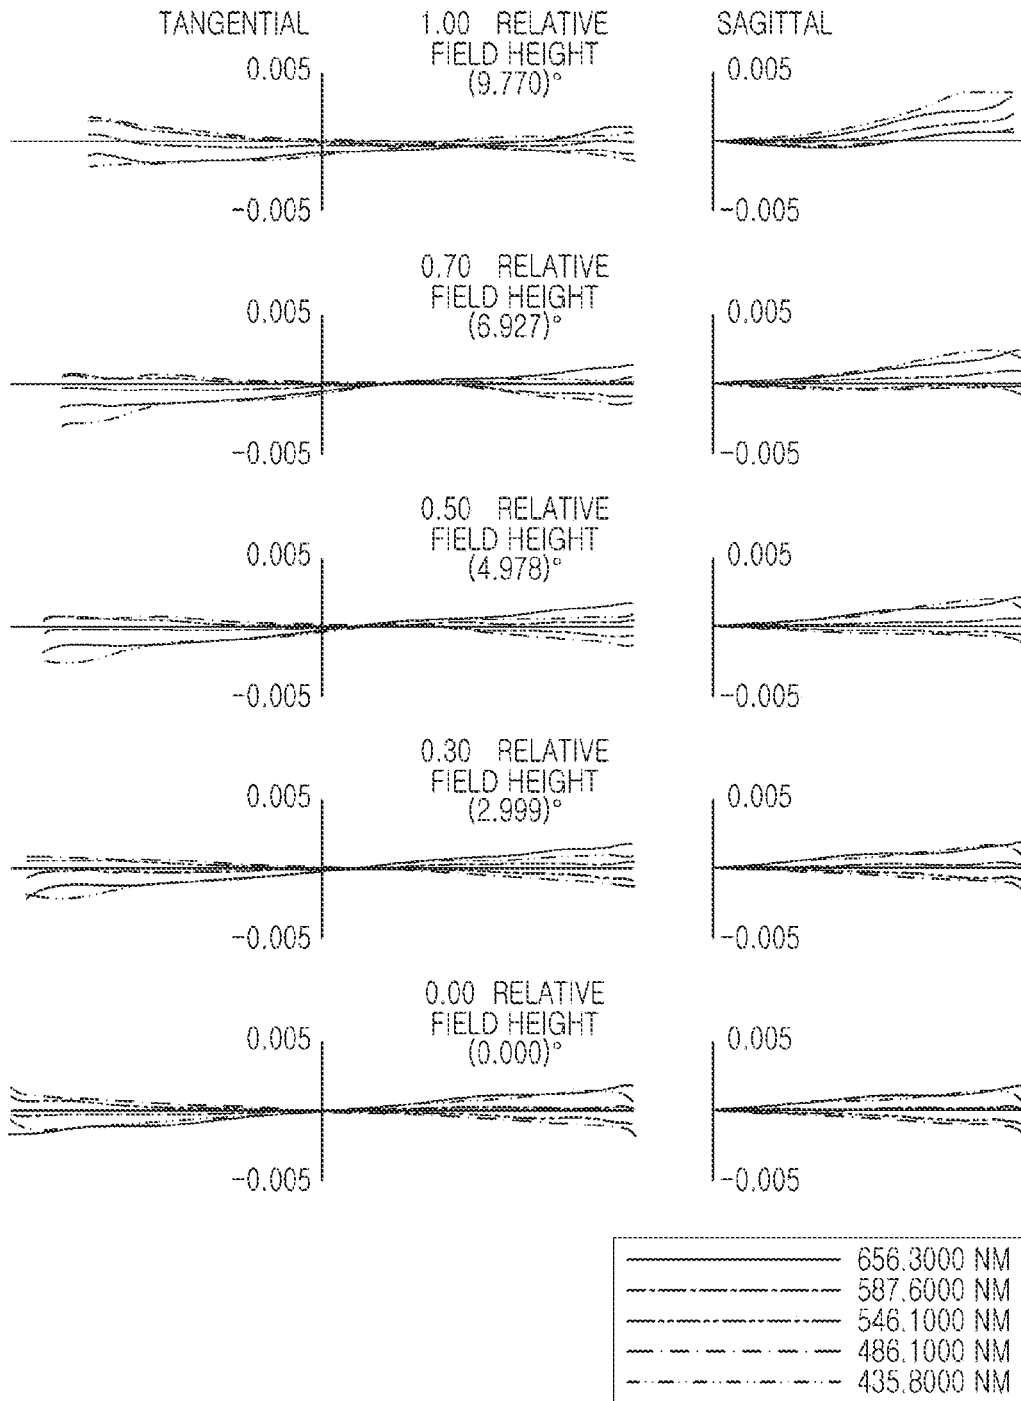 TANGENTIAL
1.00 RELATIVE
FIELD HEIGHT
(9.770)°
SAGITTAL
0.005
0.005
-0.005
-0.005
0.70 RELATIVE
FIELD HEIGHT
(6.927)°
0.005
0.005
-0.005
-0.005
0.50 RELATIVE
FIELD HEIGHT
(4.978)°
0.005
0.005
-0.005
-0.005
0.30 RELATIVE
FIELD HEIGHT
(2.999)°
0.005
0.005
-0.005
-0.005
0.00 RELATIVE
FIELD HEIGHT
(0.000)°
0.005
0.005
-0.005
-0.005
656.3000 NM
587.6000 NM
546.1000 NM
486.1000 NM
435.8000 NM